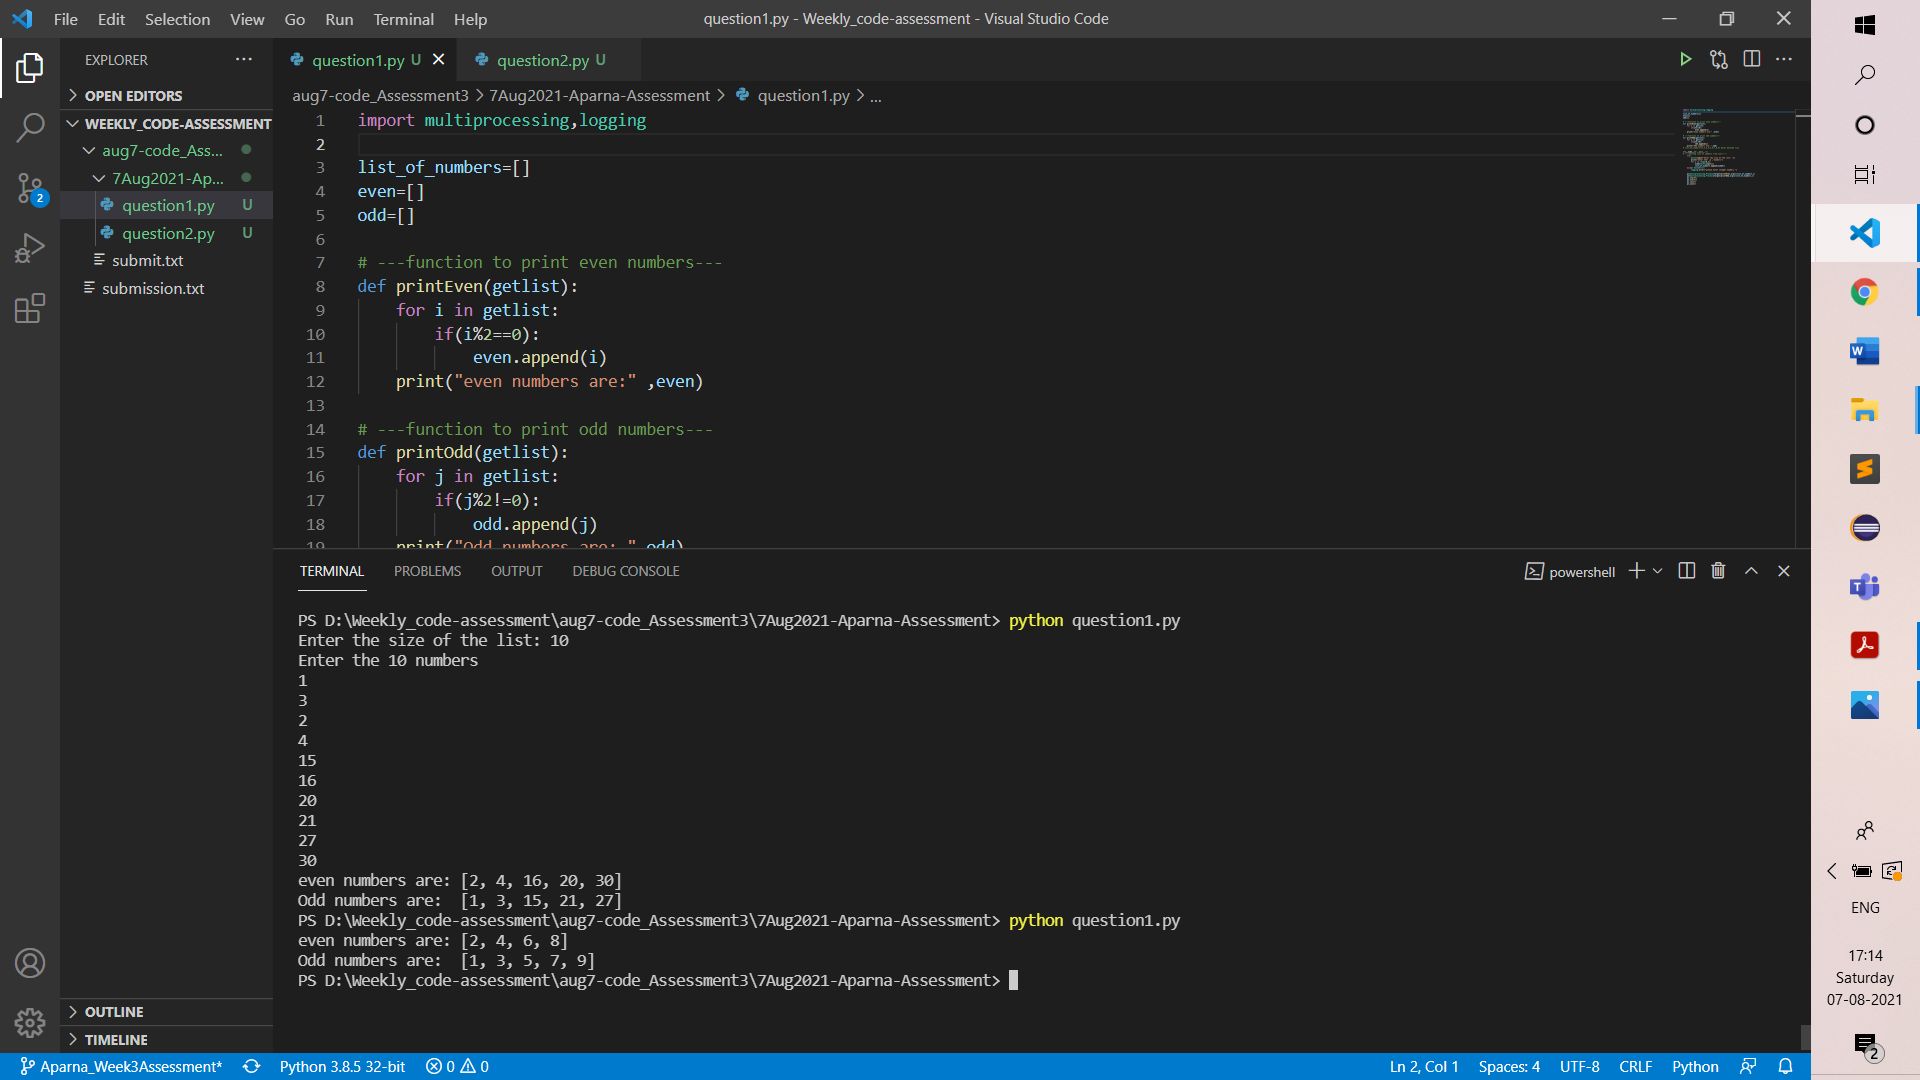 File Edit Selection View Go Run Terminal Help
question1.py - Weekly_code-assessment - Visual Studio Code
EXPLORER
question1.py U
question2.py U
OPEN EDITORS
WEEKLY_CODE-ASSESSMENT
aug7-code_Ass...
7Aug2021-Ap...
question1.py U
question2.py U
submit.txt
submission.txt
2
OUTLINE
TIMELINE
aug7-code_Assessment3 > 7Aug2021-Aparna-Assessment > question1.py > ...
1 import multiprocessing,logging
2
3 list_of_numbers=[]
4 even=[]
5 odd=[]
6
7 # ---function to print even numbers---
8 def printEven(getlist):
9 for i in getlist:
10 if(i%2==0):
11 even.append(i)
12 print("even numbers are:" ,even)
13
14 # ---function to print odd numbers---
15 def printOdd(getlist):
16 for j in getlist:
17 if(j%2!=0):
18 odd.append(j)
19 print("Odd numbers are: ",odd)
TERMINAL PROBLEMS OUTPUT DEBUG CONSOLE
powershell
PS D:\Weekly_code-assessment\aug7-code_Assessment3\7Aug2021-Aparna-Assessment> python question1.py
Enter the size of the list: 10
Enter the 10 numbers
1
3
2
4
15
16
20
21
27
30
even numbers are: [2, 4, 16, 20, 30]
Odd numbers are:  [1, 3, 15, 21, 27]
PS D:\Weekly_code-assessment\aug7-code_Assessment3\7Aug2021-Aparna-Assessment> python question1.py
even numbers are: [2, 4, 6, 8]
Odd numbers are:  [1, 3, 5, 7, 9]
PS D:\Weekly_code-assessment\aug7-code_Assessment3\7Aug2021-Aparna-Assessment>
Aparna_Week3Assessment* Python 3.8.5 32-bit 0 0
Ln 2, Col 1 Spaces: 4 UTF-8 CRLF Python
ENG
17:14
Saturday
07-08-2021
2